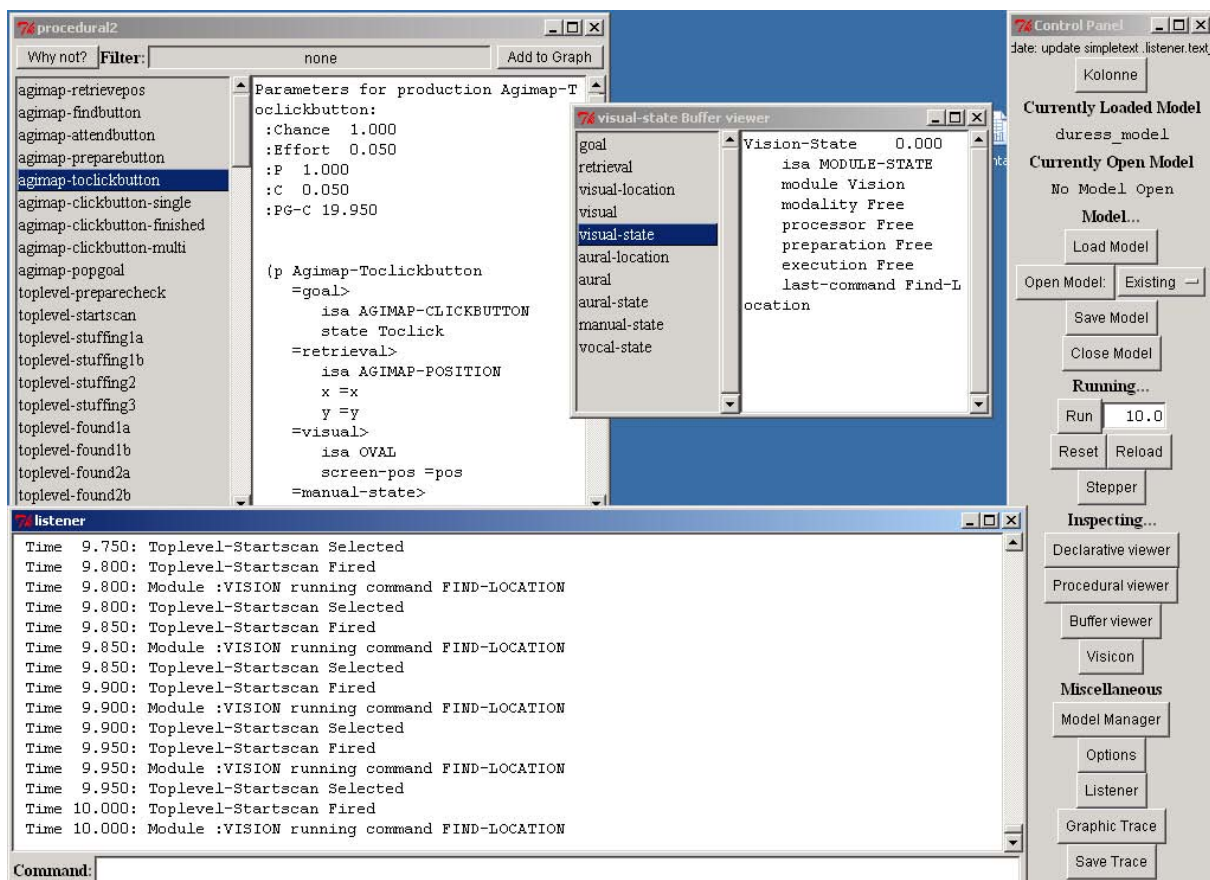 procedural2
Why not? Filter: none Add to Graph
agimap-retrievepos
agimap-findbutton
agimap-attendbutton
agimap-preparebutton
agimap-toclickbutton
agimap-clickbutton-single
agimap-clickbutton-finished
agimap-clickbutton-multi
agimap-popgoal
toplevel-preparecheck
toplevel-startscan
toplevel-stuffing1a
toplevel-stuffing1b
toplevel-stuffing2
toplevel-stuffing3
toplevel-found1a
toplevel-found1b
toplevel-found2a
toplevel-found2b
Parameters for production Agimap-T
oclickbutton:
:Chance 1.000
:Effort 0.050
:P 1.000
:C 0.050
:PG-C 19.950
(p Agimap-Toclickbutton
=goal>
isa AGIMAP-CLICKBUTTON
state Toclick
=retrieval>
isa AGIMAP-POSITION
x =x
y =y
=visual>
isa OVAL
screen-pos =pos
=manual-state>
visual-state Buffer viewer
goal
retrieval
visual-location
visual
visual-state
aural-location
aural
aural-state
manual-state
vocal-state
Vision-State 0.000
isa MODULE-STATE
module Vision
modality Free
processor Free
preparation Free
execution Free
last-command Find-L
ocation
Control Panel
date: update simpletext .listener.text
Kolonne
Currently Loaded Model
duress_model
Currently Open Model
No Model Open
Model...
Load Model
Open Model: Existing
Save Model
Close Model
Running...
Run 10.0
Reset Reload
Stepper
Inspecting...
Declarative viewer
Procedural viewer
Buffer viewer
Visicon
Miscellaneous
Model Manager
Options
Listener
Graphic Trace
Save Trace
listener
Time 9.750: Toplevel-Startscan Selected
Time 9.800: Toplevel-Startscan Fired
Time 9.800: Module :VISION running command FIND-LOCATION
Time 9.800: Toplevel-Startscan Selected
Time 9.850: Toplevel-Startscan Fired
Time 9.850: Module :VISION running command FIND-LOCATION
Time 9.850: Toplevel-Startscan Selected
Time 9.900: Toplevel-Startscan Fired
Time 9.900: Module :VISION running command FIND-LOCATION
Time 9.900: Toplevel-Startscan Selected
Time 9.950: Toplevel-Startscan Fired
Time 9.950: Module :VISION running command FIND-LOCATION
Time 9.950: Toplevel-Startscan Selected
Time 10.000: Toplevel-Startscan Fired
Time 10.000: Module :VISION running command FIND-LOCATION
Command: